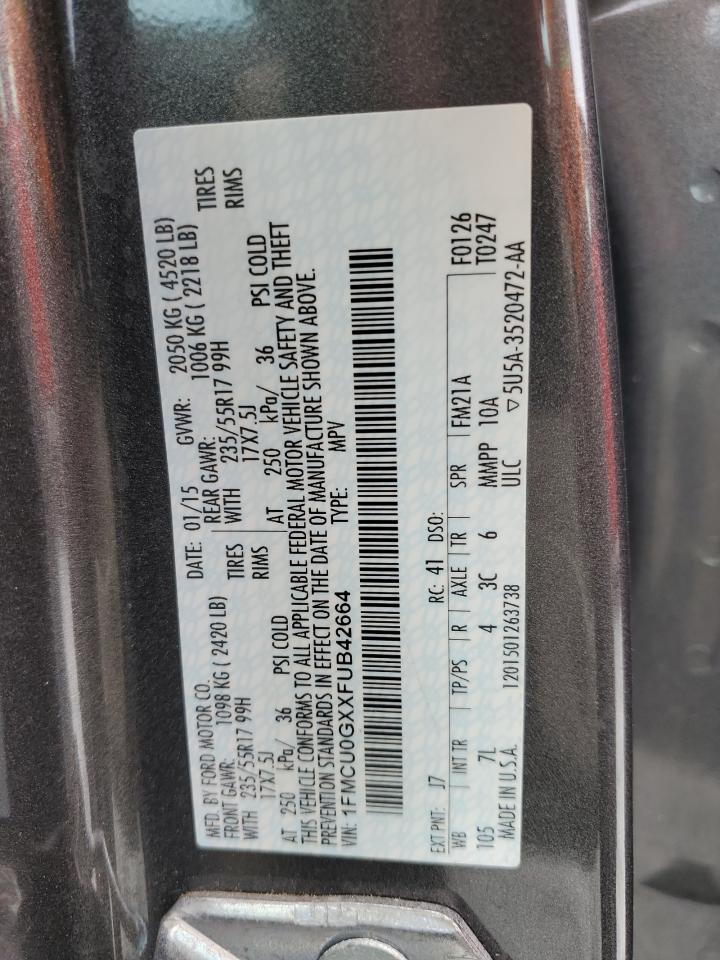 MFD. BY FORD MOTOR CO.
DATE: 01/15 GVWR: 2050 KG ( 4520 LB)
FRONT GAWR: 1098 KG ( 2420 LB) REAR GAWR: 1006 KG ( 2218 LB)
WITH 235/55R17 99H TIRES WITH 235/55R17 99H TIRES
17X7.5J RIMS 17X7.5J RIMS
AT 250 kPa/ 36 PSI COLD AT 250 kPa/ 36 PSI COLD
THIS VEHICLE CONFORMS TO ALL APPLICABLE FEDERAL MOTOR VEHICLE SAFETY AND THEFT
PREVENTION STANDARDS IN EFFECT ON THE DATE OF MANUFACTURE SHOWN ABOVE.
VIN: 1FMCU0GXXFUB42664 TYPE: MPV
EXT PNT: J7 RC: 41 DSO: F0126
WB INT TR TP/PS R AXLE TR SPR FM21A T0247
105 7L 4 3C 6 MMPP 10A
MADE IN U.S.A. 1201501263738 ULC ▽ 5U5A-3520472-AA